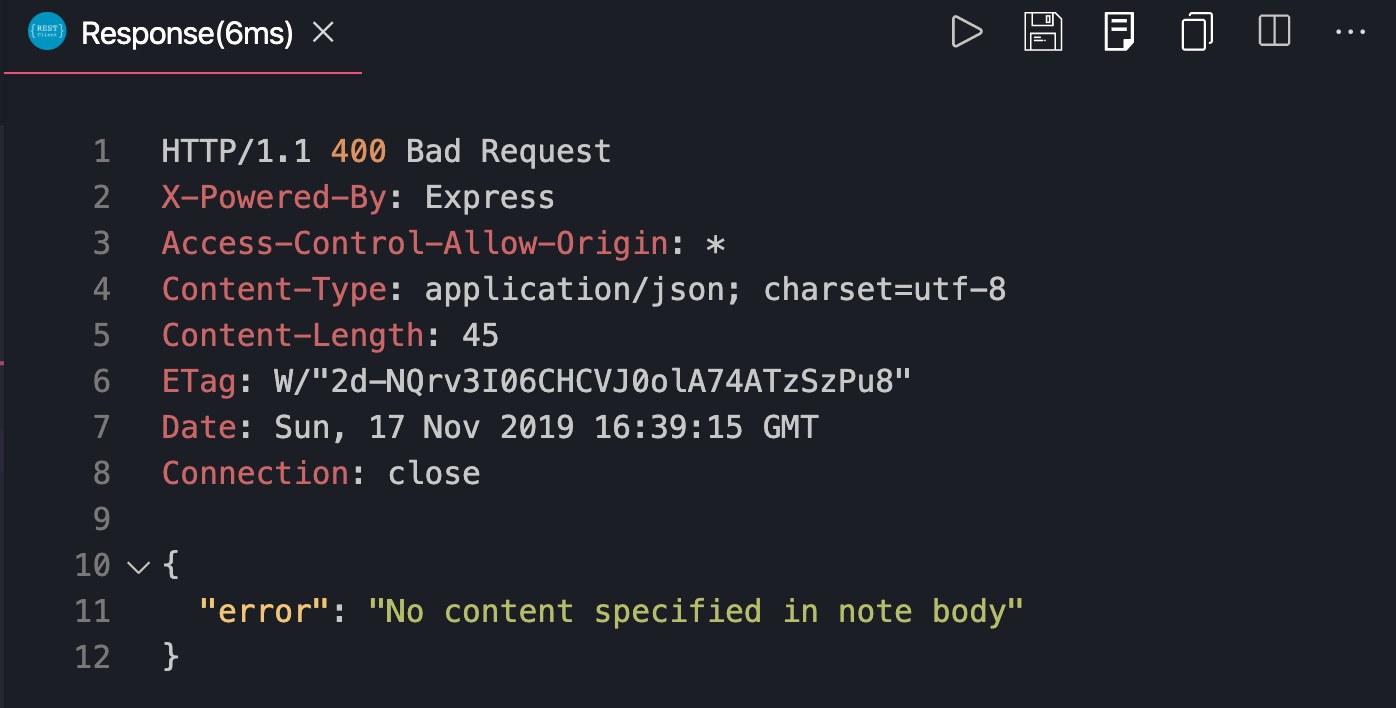 {REST}
Client
Response(6ms)
1 HTTP/1.1 400 Bad Request
2 X-Powered-By: Express
3 Access-Control-Allow-Origin: *
4 Content-Type: application/json; charset=utf-8
5 Content-Length: 45
6 ETag: W/"2d-NQrv3I06CHCVJ0olA74ATzSzPu8"
7 Date: Sun, 17 Nov 2019 16:39:15 GMT
8 Connection: close
9
10 {
11 "error": "No content specified in note body"
12 }